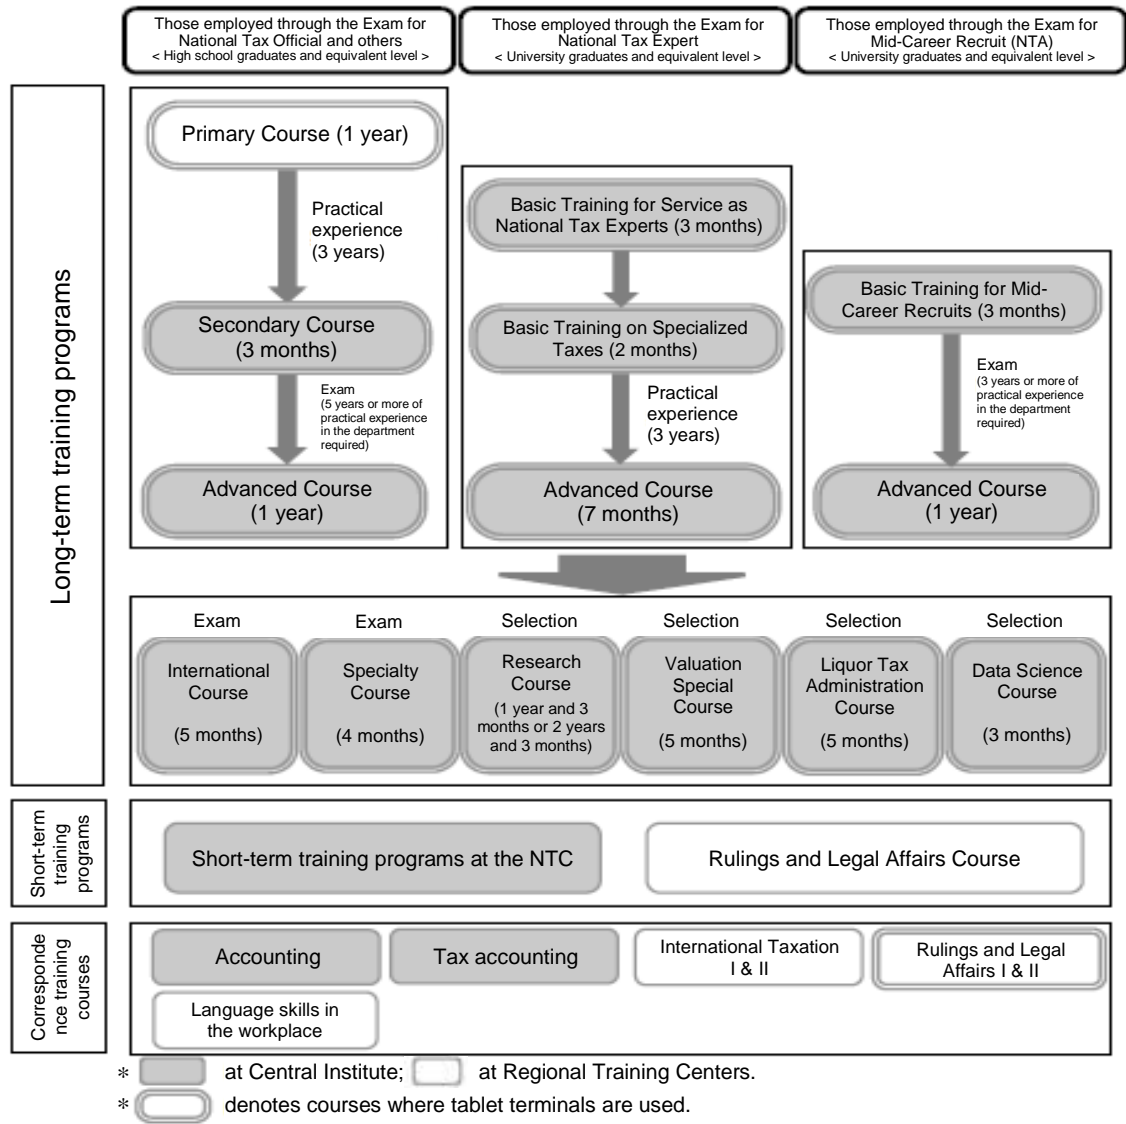 Those employed through the Exam for
National Tax Official and others
< High school graduates and equivalent level >
Those employed through the Exam for
National Tax Expert
< University graduates and equivalent level >
Those employed through the Exam for
Mid-Career Recruit (NTA)
< University graduates and equivalent level >
Long-term training programs
Primary Course (1 year)
Practical
experience
(3 years)
Secondary Course
(3 months)
Exam
(5 years or more of
practical experience
in the department
required)
Advanced Course
(1 year)
Basic Training for Service as
National Tax Experts (3 months)
Basic Training on Specialized
Taxes (2 months)
Practical
experience
(3 years)
Advanced Course
(7 months)
Basic Training for Mid-
Career Recruits (3 months)
Exam
(3 years or more of
practical experience
in the department
required)
Advanced Course
(1 year)
Exam
International
Course
(5 months)
Exam
Specialty
Course
(4 months)
Selection
Research
Course
(1 year and 3
months or 2 years
and 3 months)
Selection
Valuation
Special
Course
(5 months)
Selection
Liquor Tax
Administration
Course
(5 months)
Selection
Data Science
Course
(3 months)
Short-term
training
programs
Short-term training programs at the NTC
Rulings and Legal Affairs Course
Corresponde
nce training
courses
Accounting
Tax accounting
International Taxation
I & II
Rulings and Legal
Affairs I & II
Language skills in
the workplace
* at Central Institute; at Regional Training Centers.
* denotes courses where tablet terminals are used.